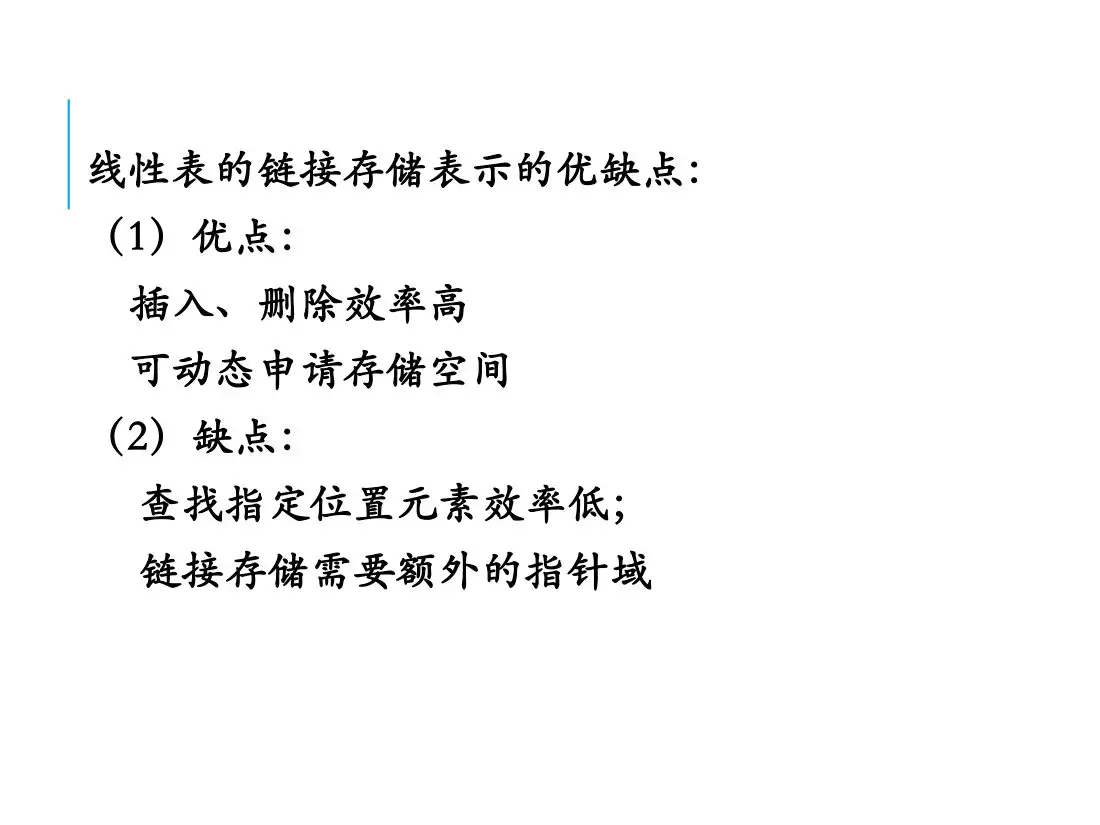 线性表的链接存储表示的优缺点：
（1）优点：
插入、删除效率高
可动态申请存储空间
（2）缺点：
查找指定位置元素效率低；
链接存储需要额外的指针域